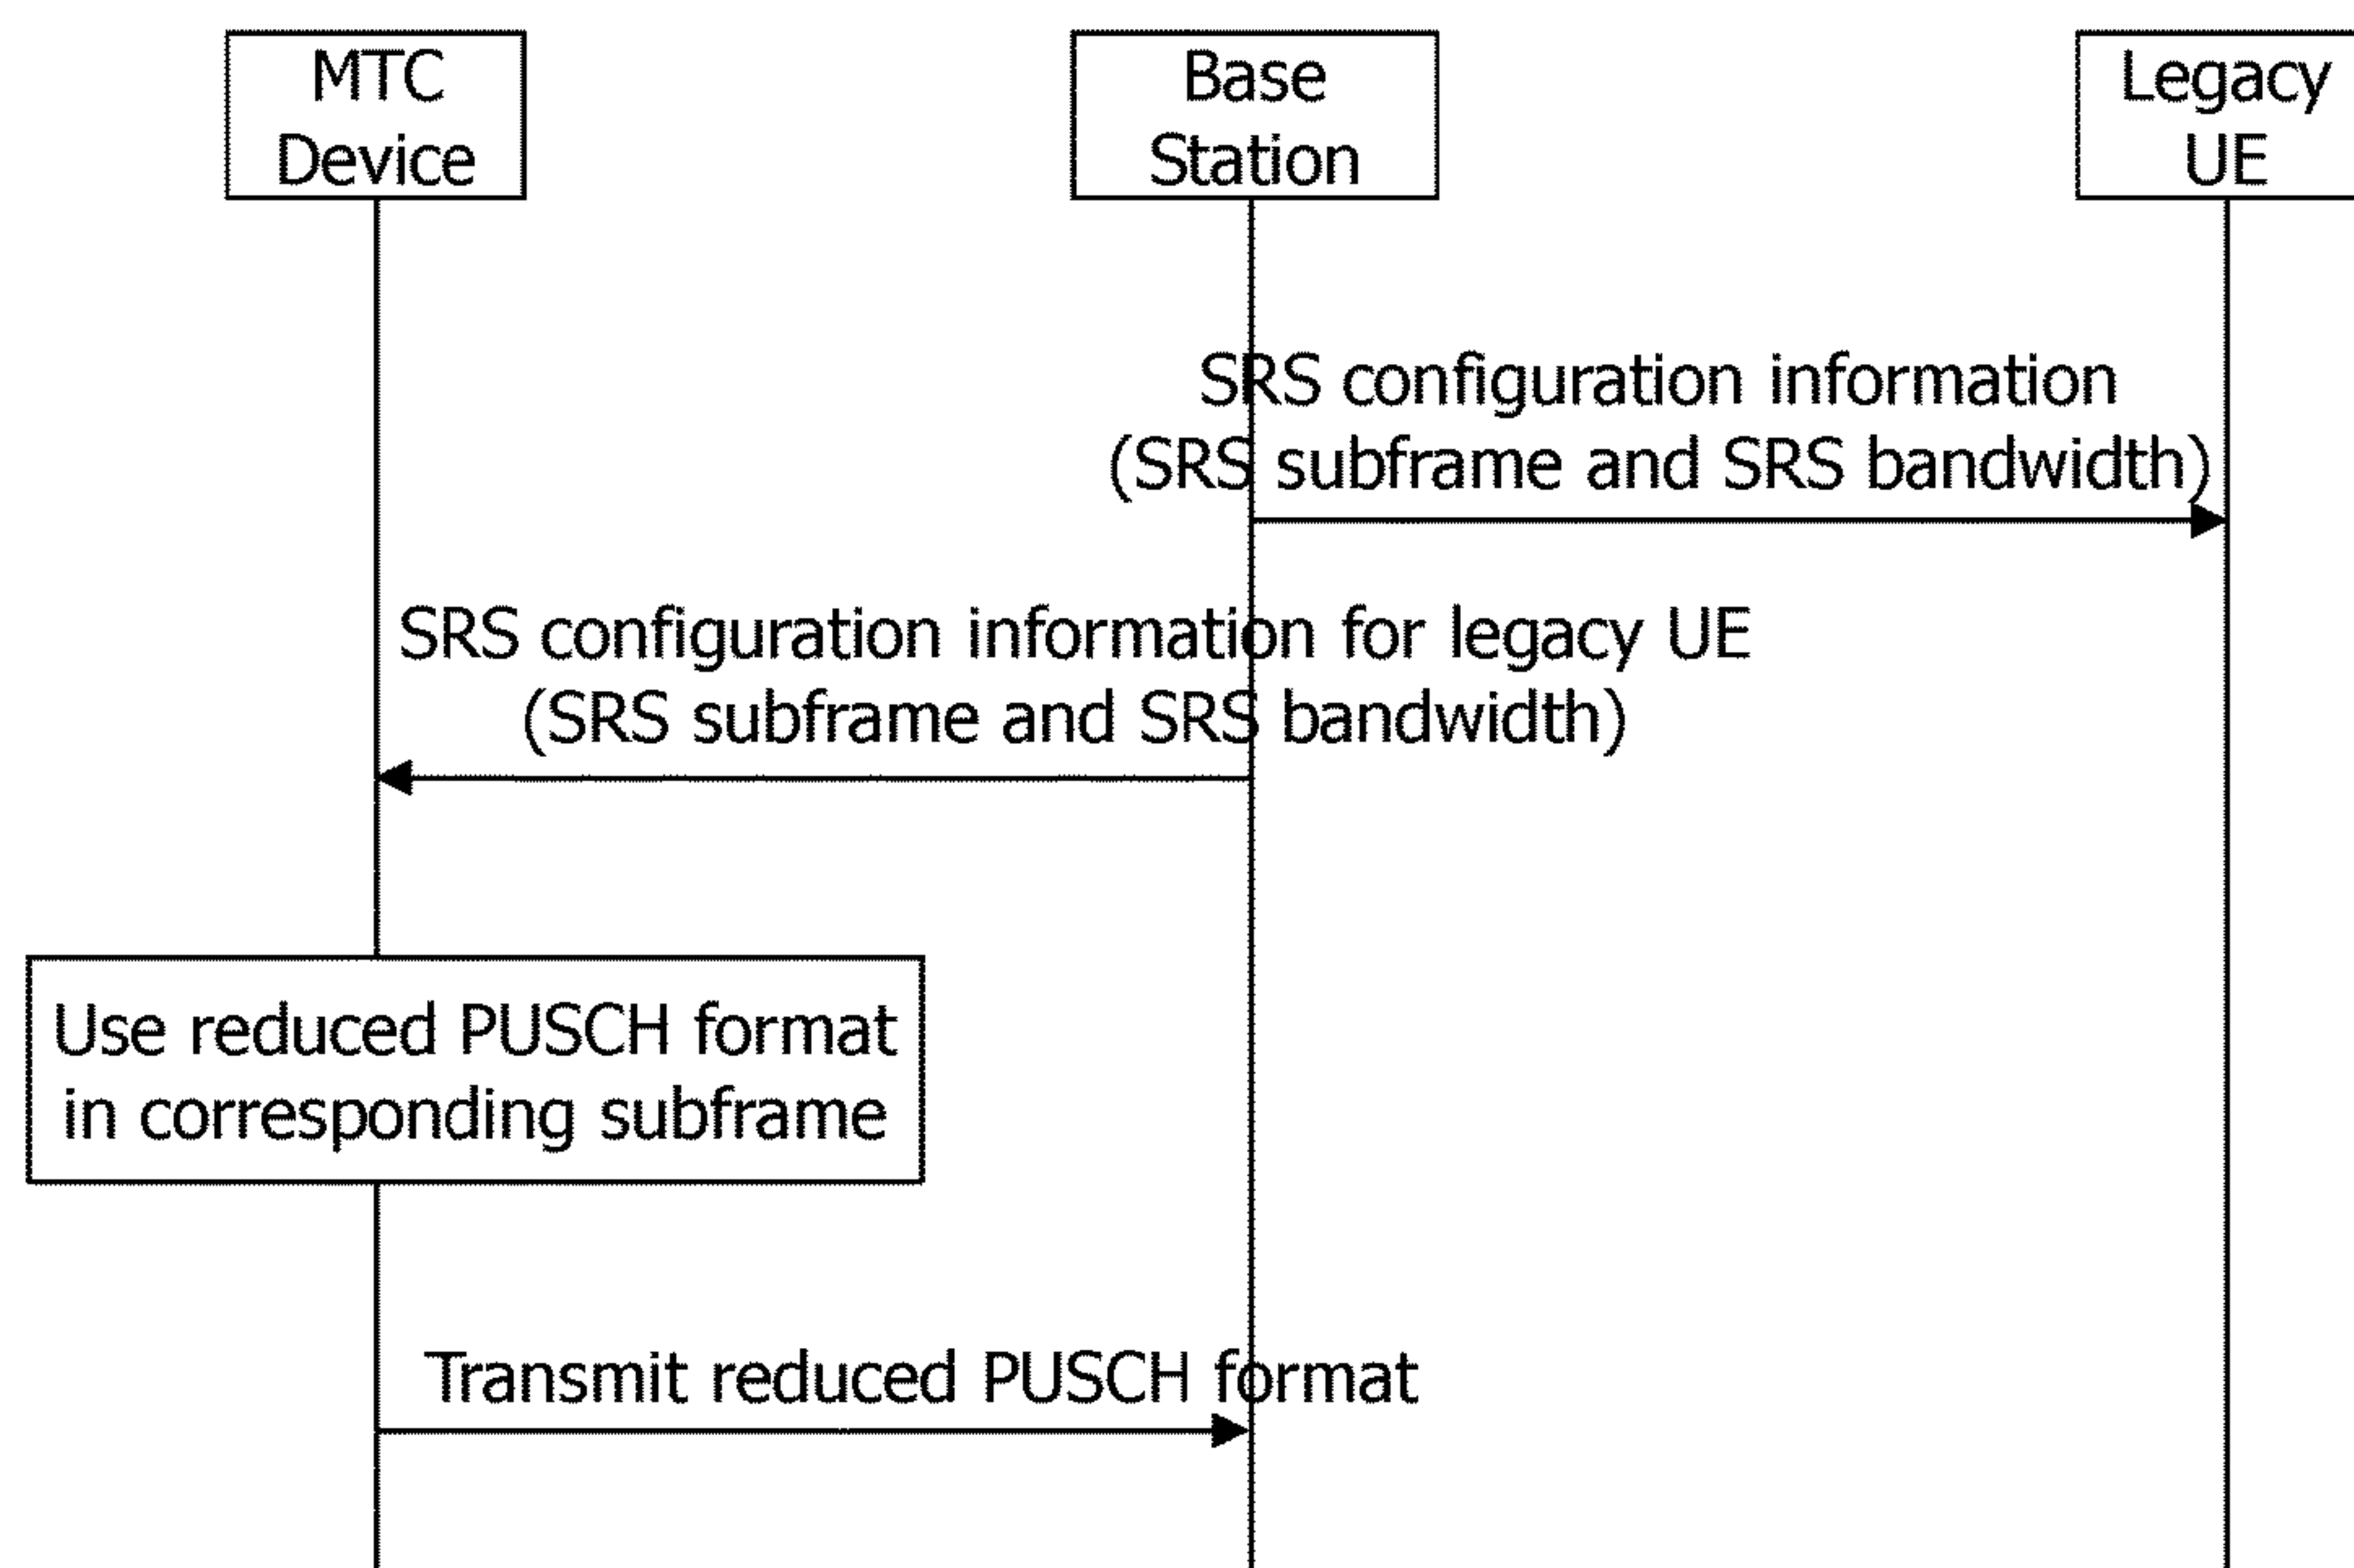 MTC
Device
Base
Station
Legacy
UE
SRS configuration information
(SRS subframe and SRS bandwidth)
SRS configuration information for legacy UE
(SRS subframe and SRS bandwidth)
Use reduced PUSCH format
in corresponding subframe
Transmit reduced PUSCH format